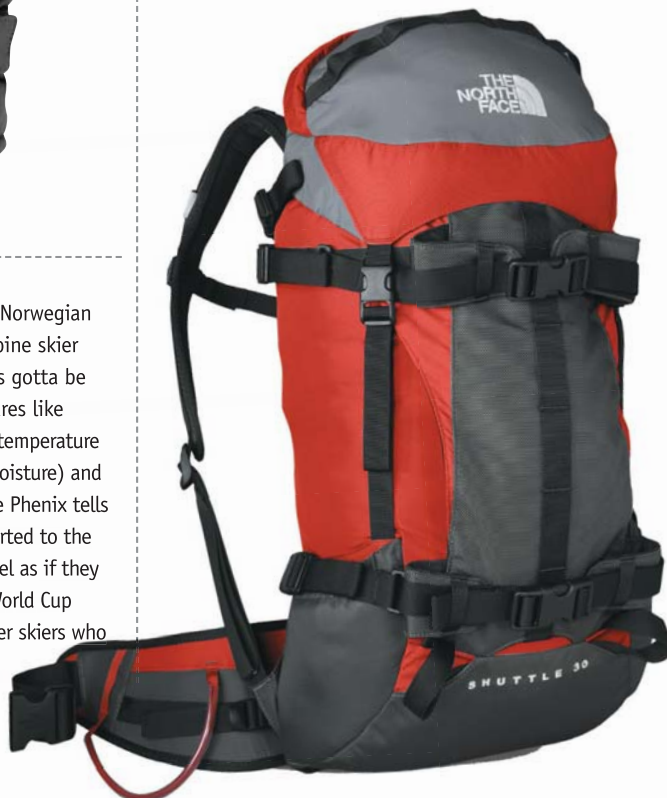 THE
NORTH
FACE
Norwegian
pine skier
s gotta be
res like
temperature
oisture) and
e Phenix tells
rted to the
el as if they
World Cup
er skiers who
SHUTTLE 30